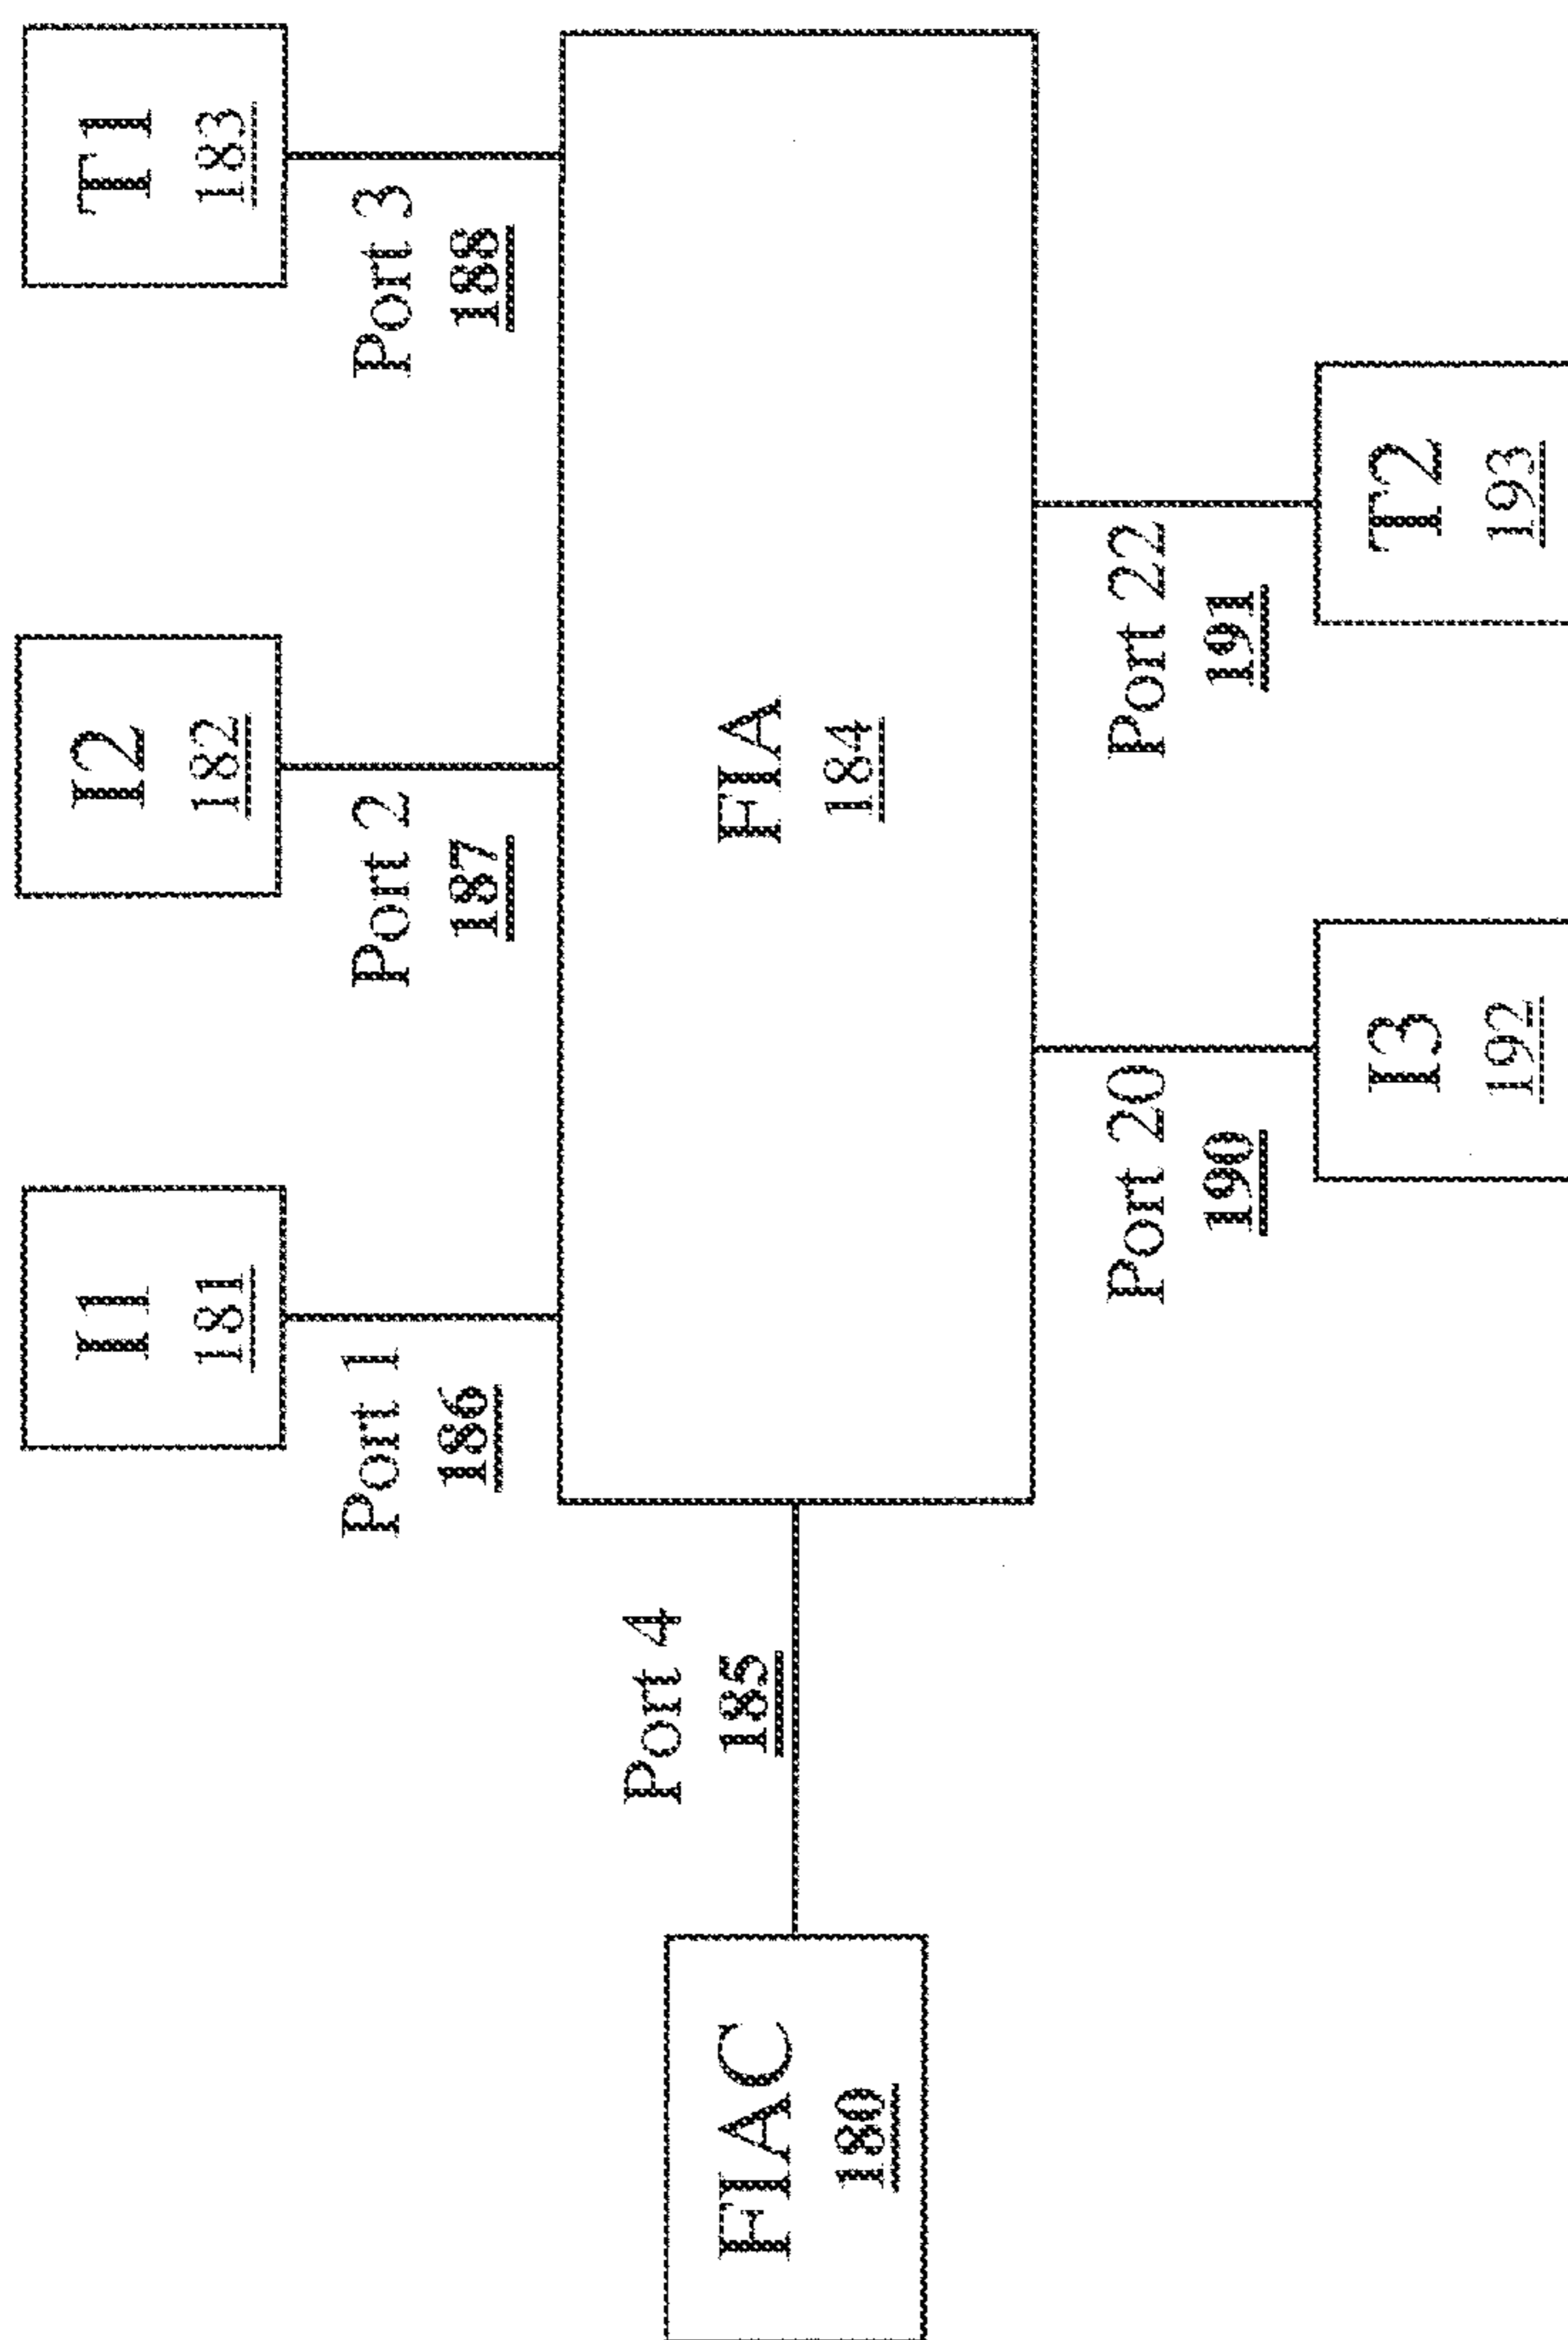 I1
181
I2
182
T1
183
Port 1
186
Port 2
187
Port 3
188
FIAC
180
Port 4
185
FIA
184
Port 20
190
Port 22
191
I3
192
T2
193